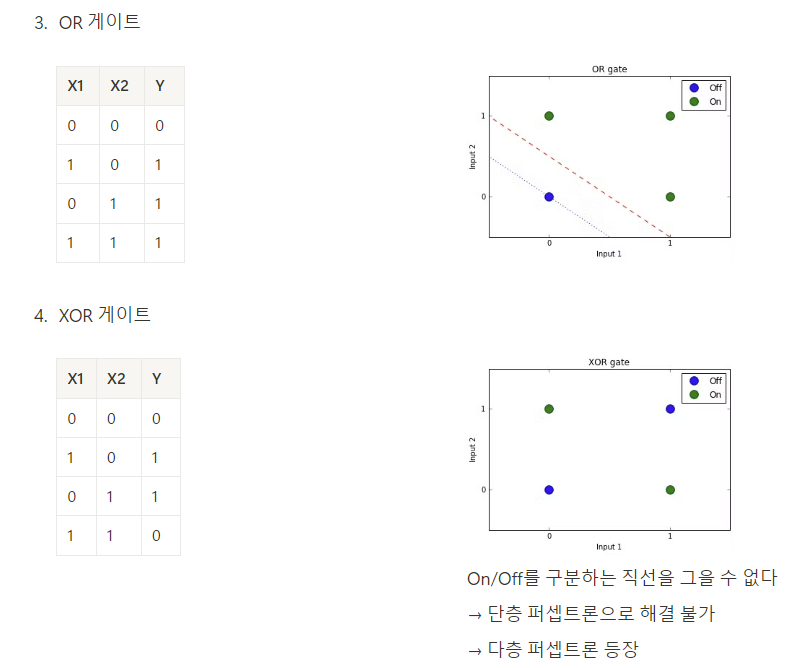 3. OR 게이트
X1 X2 Y
0 0 0
1 0 1
0 1 1
1 1 1
OR gate
Off
On
1
0
Input 2
0 1
Input 1
4. XOR 게이트
X1 X2 Y
0 0 0
1 0 1
0 1 1
1 1 0
XOR gate
Off
On
1
0
Input 2
0 1
Input 1
On/Off를 구분하는 직선을 그을 수 없다
→ 단층 퍼셉트론으로 해결 불가
→ 다층 퍼셉트론 등장